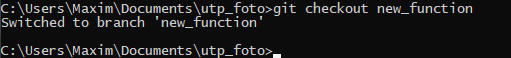 C:\Users\Maxim\Documents\utp_foto>git checkout new_function
Switched to branch 'new_function'
C:\Users\Maxim\Documents\utp_foto>